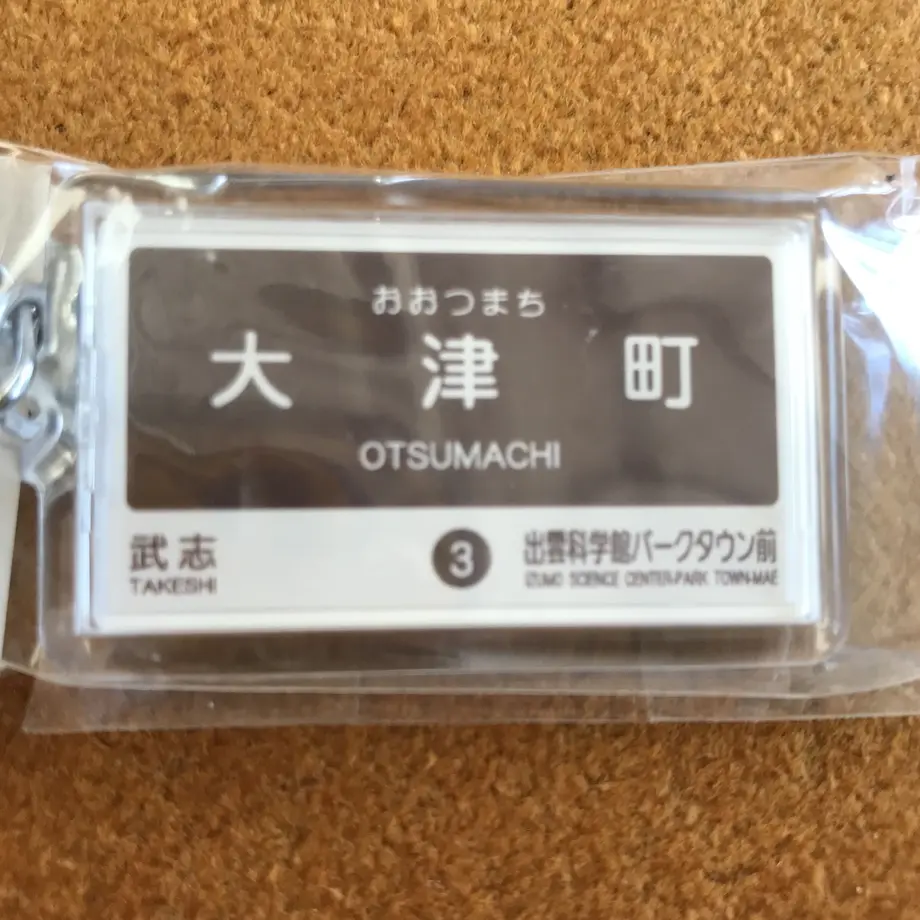 おおつまち
大津町
OTSUMACHI
武志
TAKESHI
3
出雲科学館パークタウン前
IZUMO SCIENCE CENTER-PARK TOWN-MAE